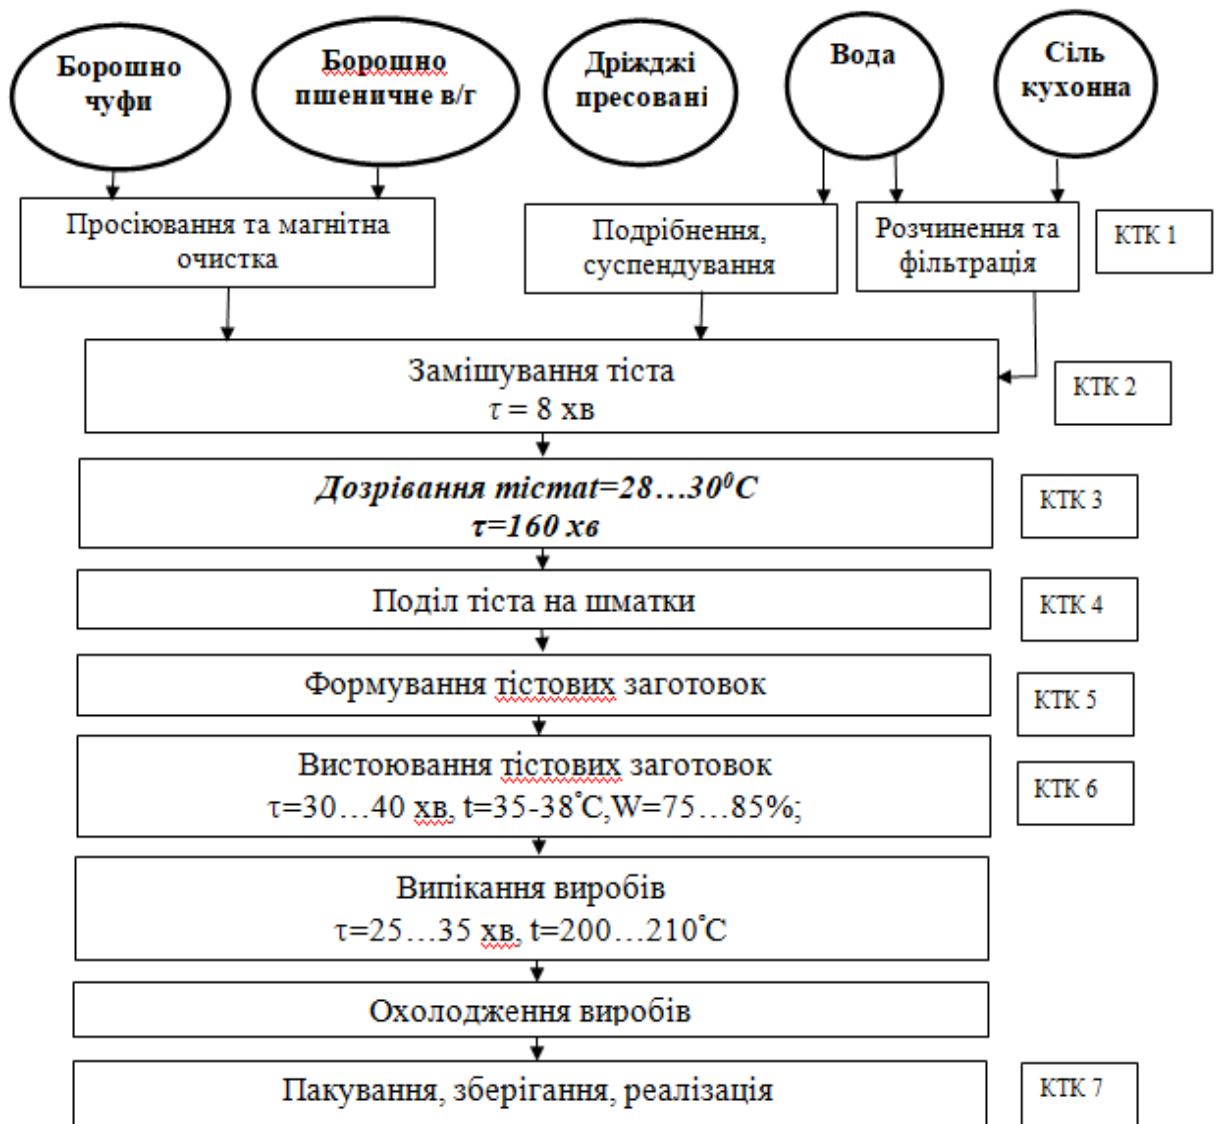 Борошно
чуфи
Борошно
пшеничне в/г
Дріжджі
пресовані
Вода
Сіль
кухонна
Просіювання та магнітна
очистка
Подрібнення,
суспендування
Розчинення та
фільтрація
КТК 1
Замішування тіста
τ = 8 хв
КТК 2
Дозрівання тістаt=28…30⁰С
τ=160 хв
КТК 3
Поділ тіста на шматки
КТК 4
Формування тістових заготовок
КТК 5
Вистоювання тістових заготовок
τ=30…40 хв, t=35-38°С,W=75…85%;
КТК 6
Випікання виробів
τ=25…35 хв, t=200…210°С
Охолодження виробів
Пакування, зберігання, реалізація
КТК 7